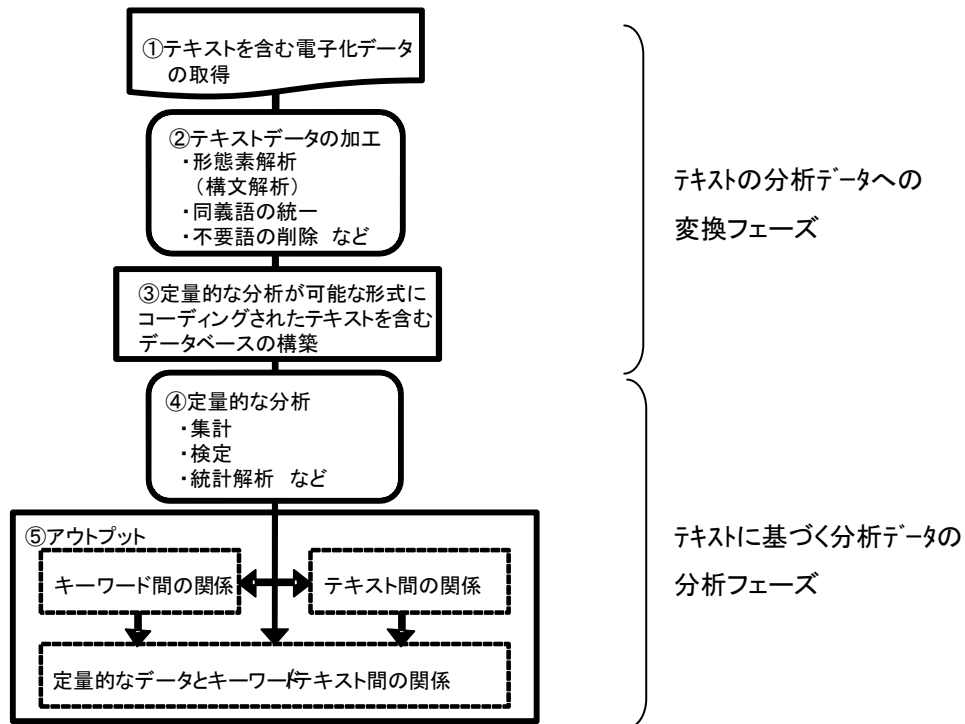 ①テキストを含む電子化データ
の取得
②テキストデータの加工
・形態素解析
（構文解析）
・同義語の統一
・不要語の削除 など
③定量的な分析が可能な形式に
コーディングされたテキストを含む
データベースの構築
テキストの分析データへの
変換フェーズ
④定量的な分析
・集計
・検定
・統計解析 など
⑤アウトプット
キーワード間の関係
テキスト間の関係
定量的なデータとキーワード/テキスト間の関係
テキストに基づく分析データの
分析フェーズ